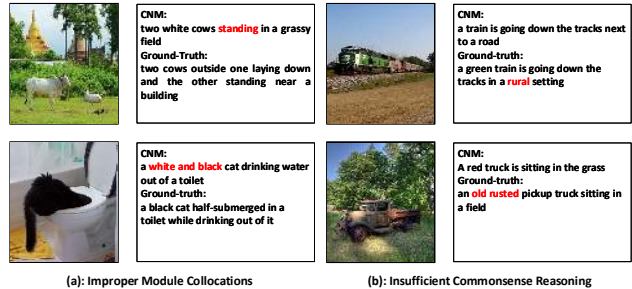 CNM:
two white cows standing in a grassy
field
Ground-Truth:
two cows outside one laying down
and the other standing near a
building
CNM:
a train is going down the tracks next
to a road
Ground-truth:
a green train is going down the
tracks in a rural setting
CNM:
a white and black cat drinking water
out of a toilet
Ground-truth:
a black cat half-submerged in a
toilet while drinking out of it
CNM:
A red truck is sitting in the grass
Ground-truth:
an old rusted pickup truck sitting in
a field
(a): Improper Module Collocations
(b): Insufficient Commonsense Reasoning